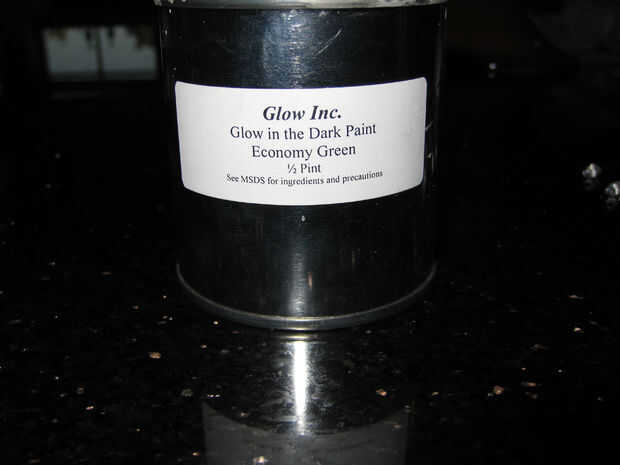 Glow Inc.
Glow in the Dark Paint
Economy Green
½ Pint
See MSDS for ingredients and precautions